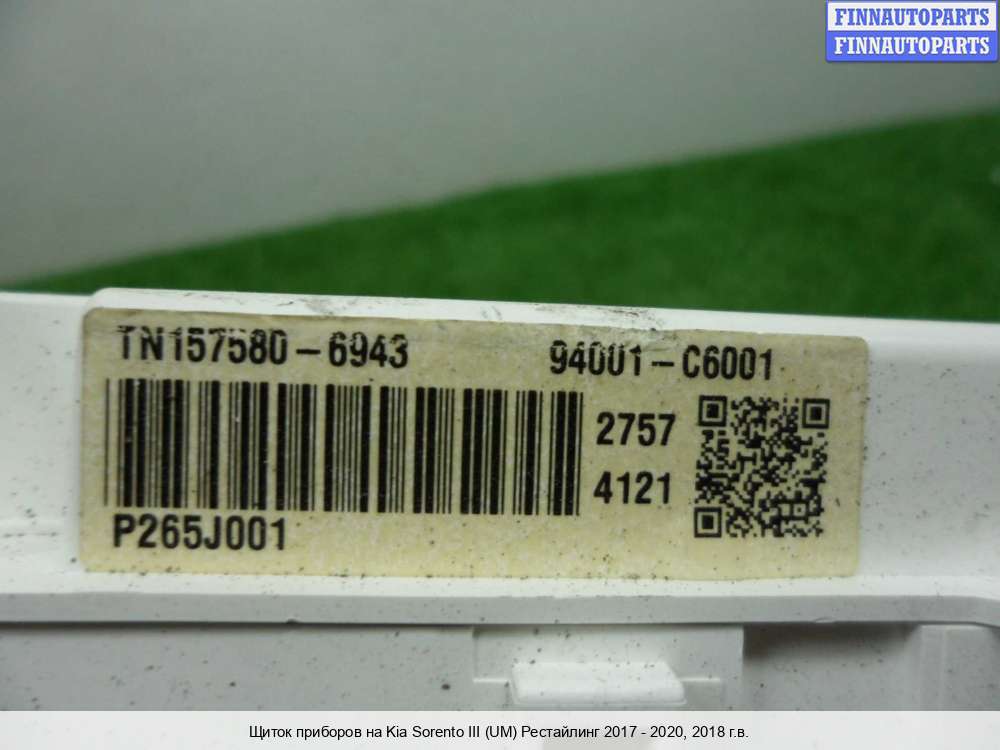 FINNAUTOPARTS
FINNAUTOPARTS
TN157580-6943 94001-C6001
2757
4121
P265J001
Щиток приборов на Kia Sorento III (UM) Рестайлинг 2017 - 2020, 2018 г.в.